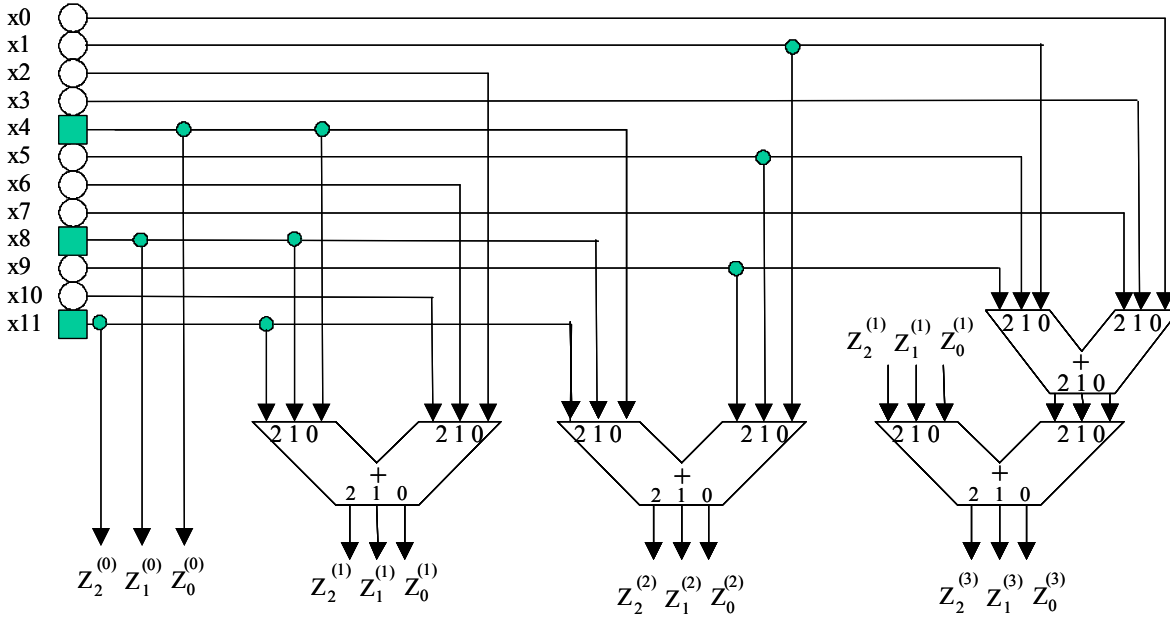 x0
x1
x2
x3
x4
x5
x6
x7
x8
x9
x10
x11
Z₂⁽¹⁾ Z₁⁽¹⁾ Z₀⁽¹⁾
2 1 0 2 1 0
+
2 1 0
2 1 0 2 1 0
+
2 1 0
2 1 0 2 1 0
+
2 1 0
2 1 0 2 1 0
+
2 1 0
Z₂⁽⁰⁾ Z₁⁽⁰⁾ Z₀⁽⁰⁾
Z₂⁽¹⁾ Z₁⁽¹⁾ Z₀⁽¹⁾
Z₂⁽²⁾ Z₁⁽²⁾ Z₀⁽²⁾
Z₂⁽³⁾ Z₁⁽³⁾ Z₀⁽³⁾